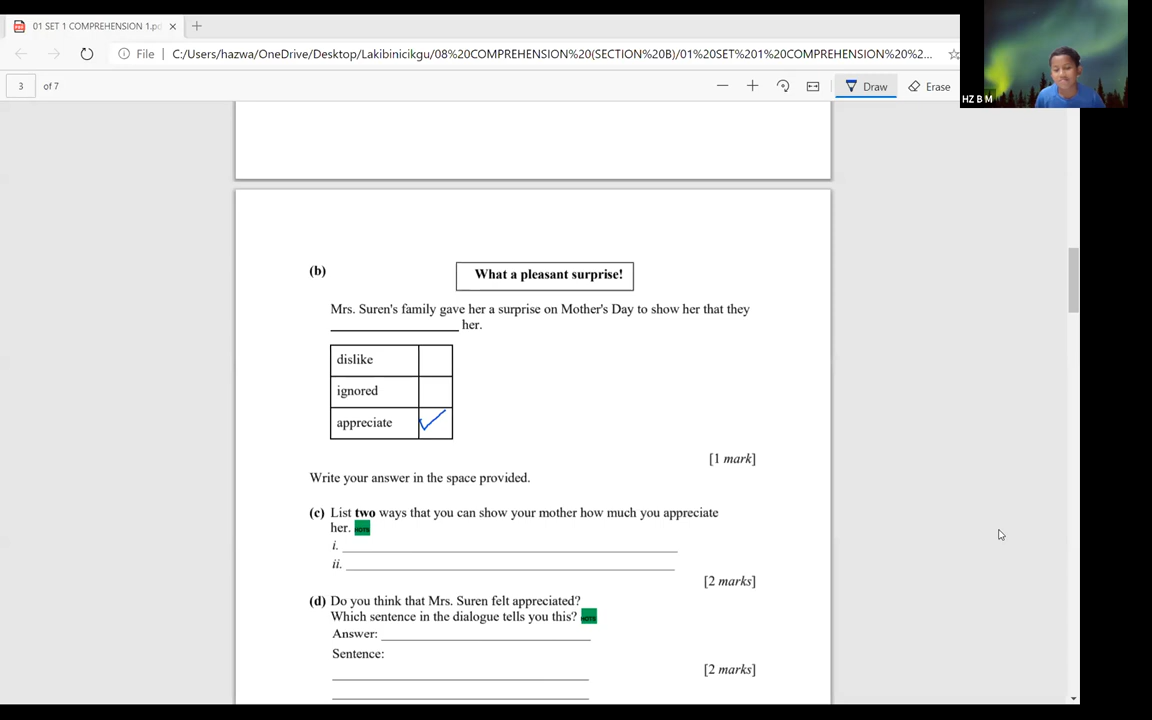 01 SET 1 COMPREHENSION 1.pd
File
C:/Users/hazwa/OneDrive/Desktop/Lakibinicikgu/08%20COMPREHENSION%20(SECTION%20B)/01%20SET%201%20COMPREHENSION%20%2...
3 of 7
Draw
Erase
HZ B M
(b)
What a pleasant surprise!
Mrs. Suren's family gave her a surprise on Mother's Day to show her that they
______________ her.
dislike
ignored
appreciate
[1 mark]
Write your answer in the space provided.
(c) List two ways that you can show your mother how much you appreciate
her.
i.
ii.
[2 marks]
(d) Do you think that Mrs. Suren felt appreciated?
Which sentence in the dialogue tells you this?
Answer:
Sentence:
[2 marks]